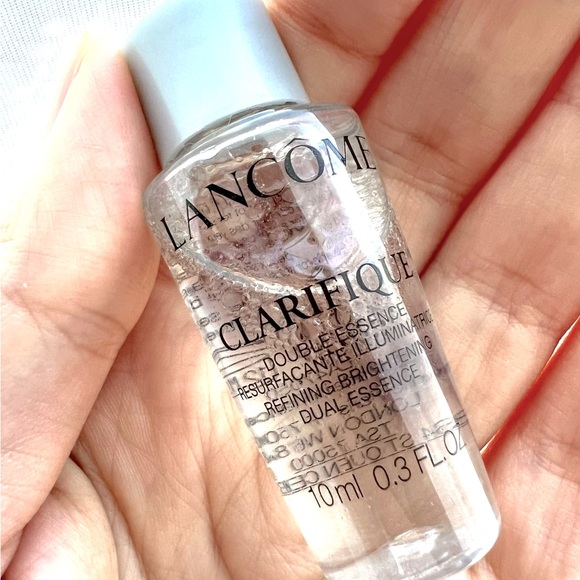 LANCÔME
CLARIFIQUE
DOUBLE ESSENCE
RESURFAÇANTE ILLUMINATRICE
REFINING BRIGHTENING
DUAL ESSENCE
10ml 0.3 FL.OZ